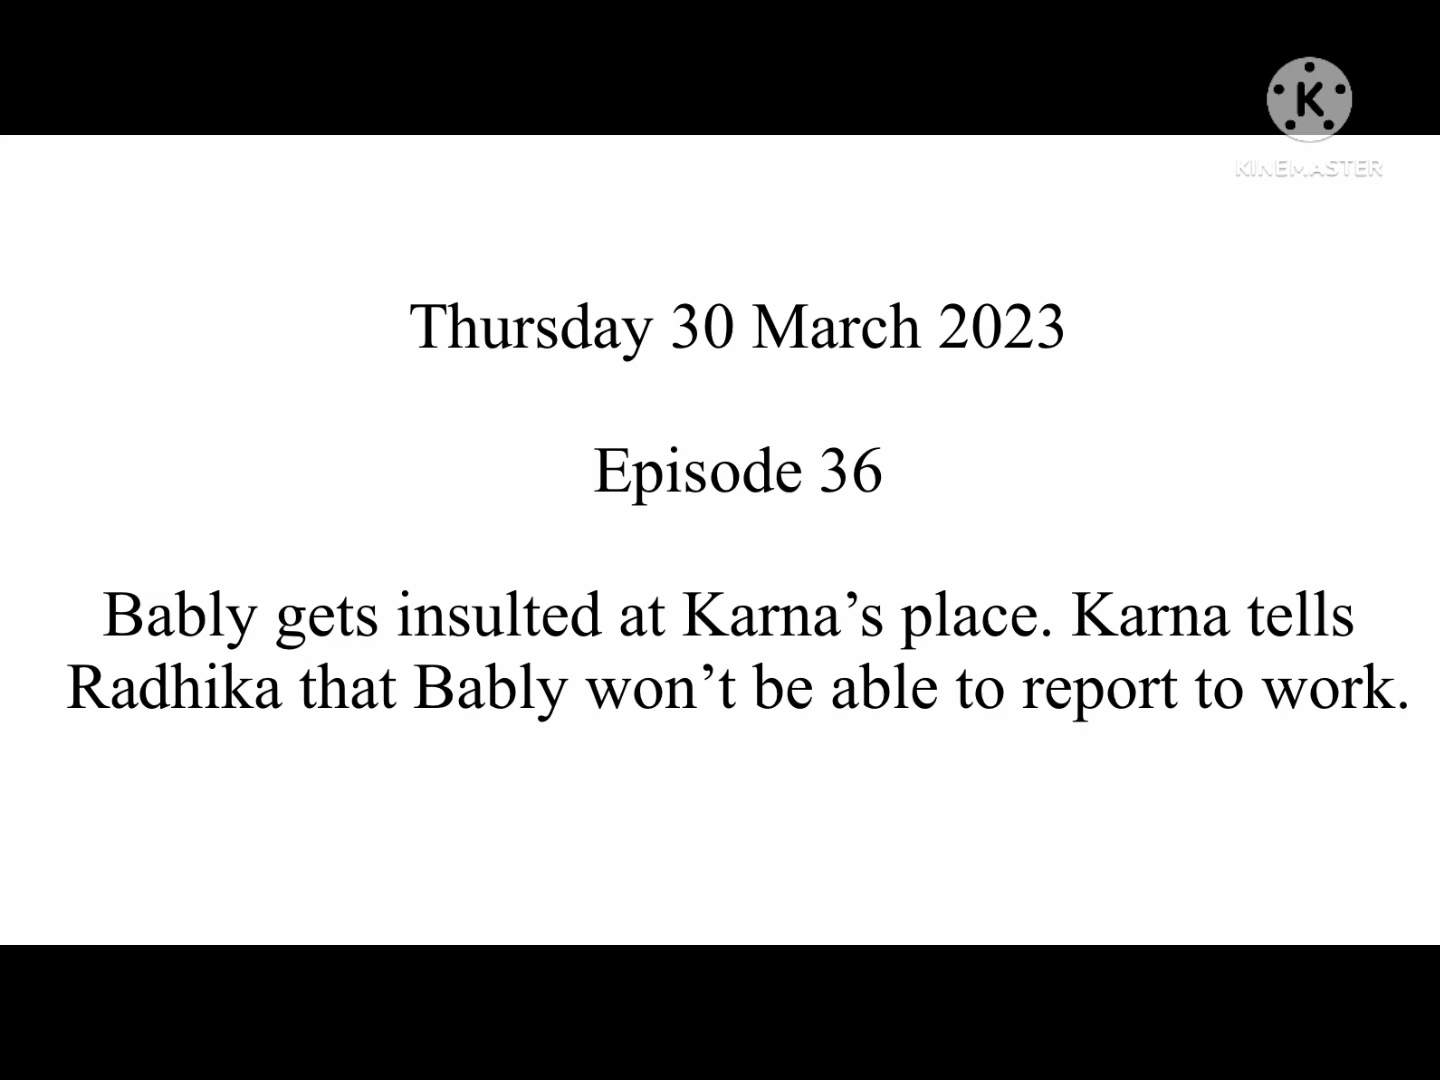 K
KINEMASTER
Thursday 30 March 2023
Episode 36
Bably gets insulted at Karna’s place. Karna tells
Radhika that Bably won’t be able to report to work.